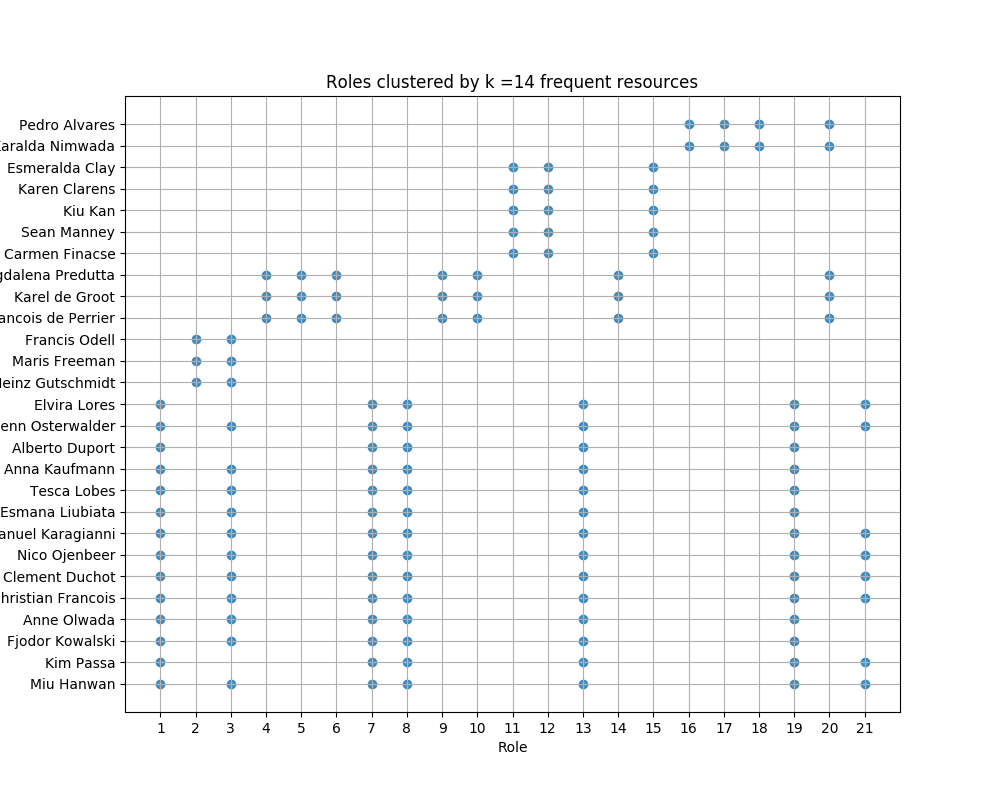 Roles clustered by k =14 frequent resources
Pedro Alvares
aralda Nimwada
Esmeralda Clay
Karen Clarens
Kiu Kan
Sean Manney
Carmen Finacse
gdalena Predutta
Karel de Groot
ancois de Perrier
Francis Odell
Maris Freeman
einz Gutschmidt
Elvira Lores
enn Osterwalder
Alberto Duport
Anna Kaufmann
Tesca Lobes
Esmana Liubiata
anuel Karagianni
Nico Ojenbeer
Clement Duchot
hristian Francois
Anne Olwada
Fjodor Kowalski
Kim Passa
Miu Hanwan
1 2 3 4 5 6 7 8 9 10 11 12 13 14 15 16 17 18 19 20 21
Role